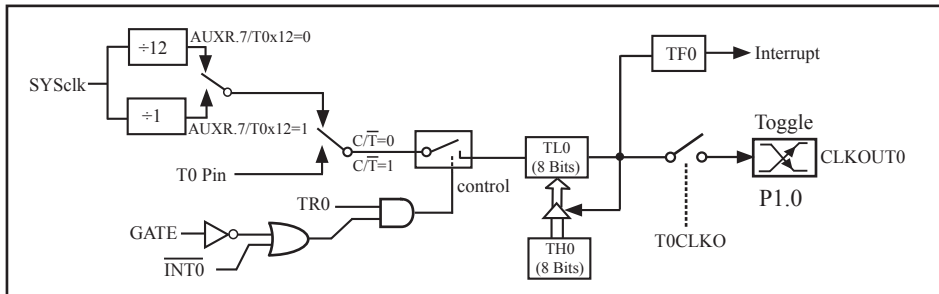 AUXR.7/T0x12=0
÷12
SYSclk
÷1
AUXR.7/T0x12=1
T0 Pin
C/T̅=0
C/T̅=1
control
TR0
GATE
I̅N̅T̅0̅
TL0
(8 Bits)
TH0
(8 Bits)
TF0
Interrupt
Toggle
CLKOUT0
P1.0
T0CLKO